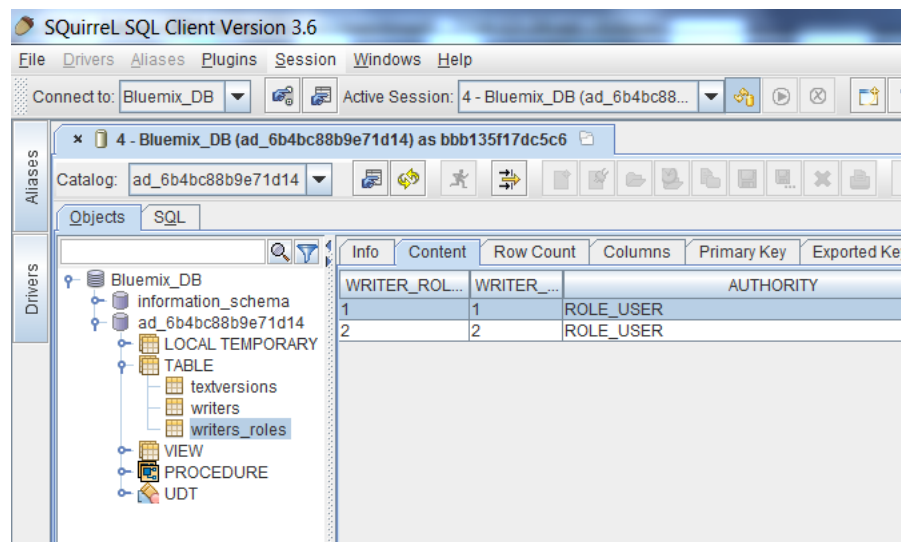 SQuirreL SQL Client Version 3.6
File Drivers Aliases Plugins Session Windows Help
Connect to: Bluemix_DB Active Session: 4 - Bluemix_DB (ad_6b4bc88...
4 - Bluemix_DB (ad_6b4bc88b9e71d14) as bbb135f17dc5c6
Aliases
Drivers
Catalog: ad_6b4bc88b9e71d14
Objects SQL
Bluemix_DB
information_schema
ad_6b4bc88b9e71d14
LOCAL TEMPORARY
TABLE
textversions
writers
writers_roles
VIEW
PROCEDURE
UDT
Info Content Row Count Columns Primary Key Exported Ke
WRITER_ROL... WRITER_... AUTHORITY
1 1 ROLE_USER
2 2 ROLE_USER